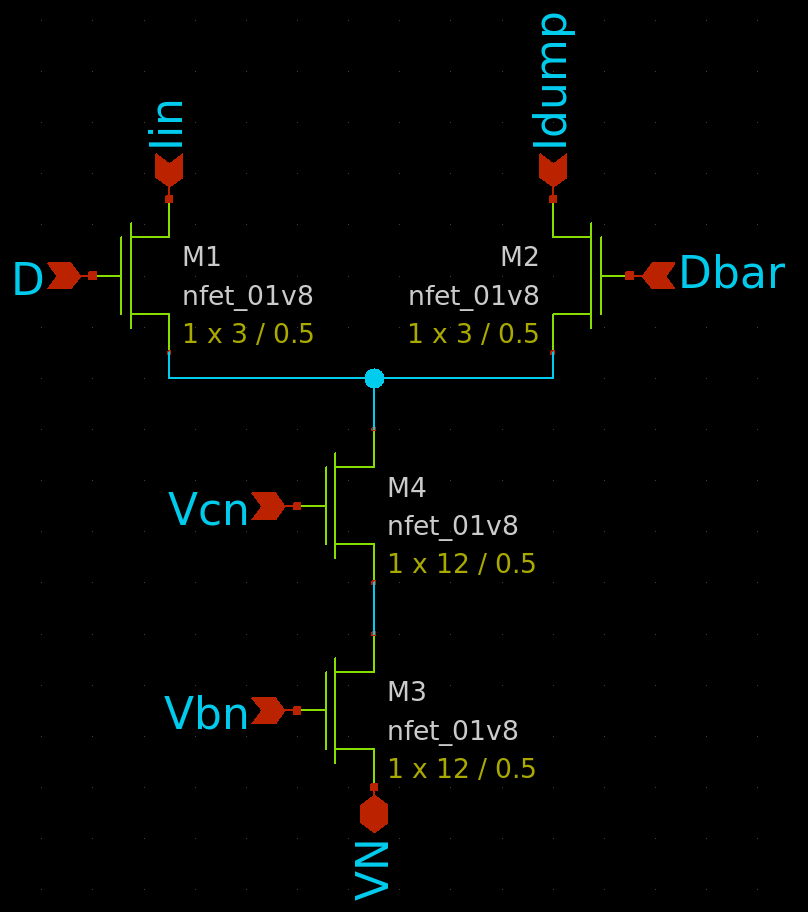 Iin
Idump
D
M1
nfet_01v8
1 x 3 / 0.5
M2
nfet_01v8
1 x 3 / 0.5
Dbar
Vcn
M4
nfet_01v8
1 x 12 / 0.5
Vbn
M3
nfet_01v8
1 x 12 / 0.5
VN